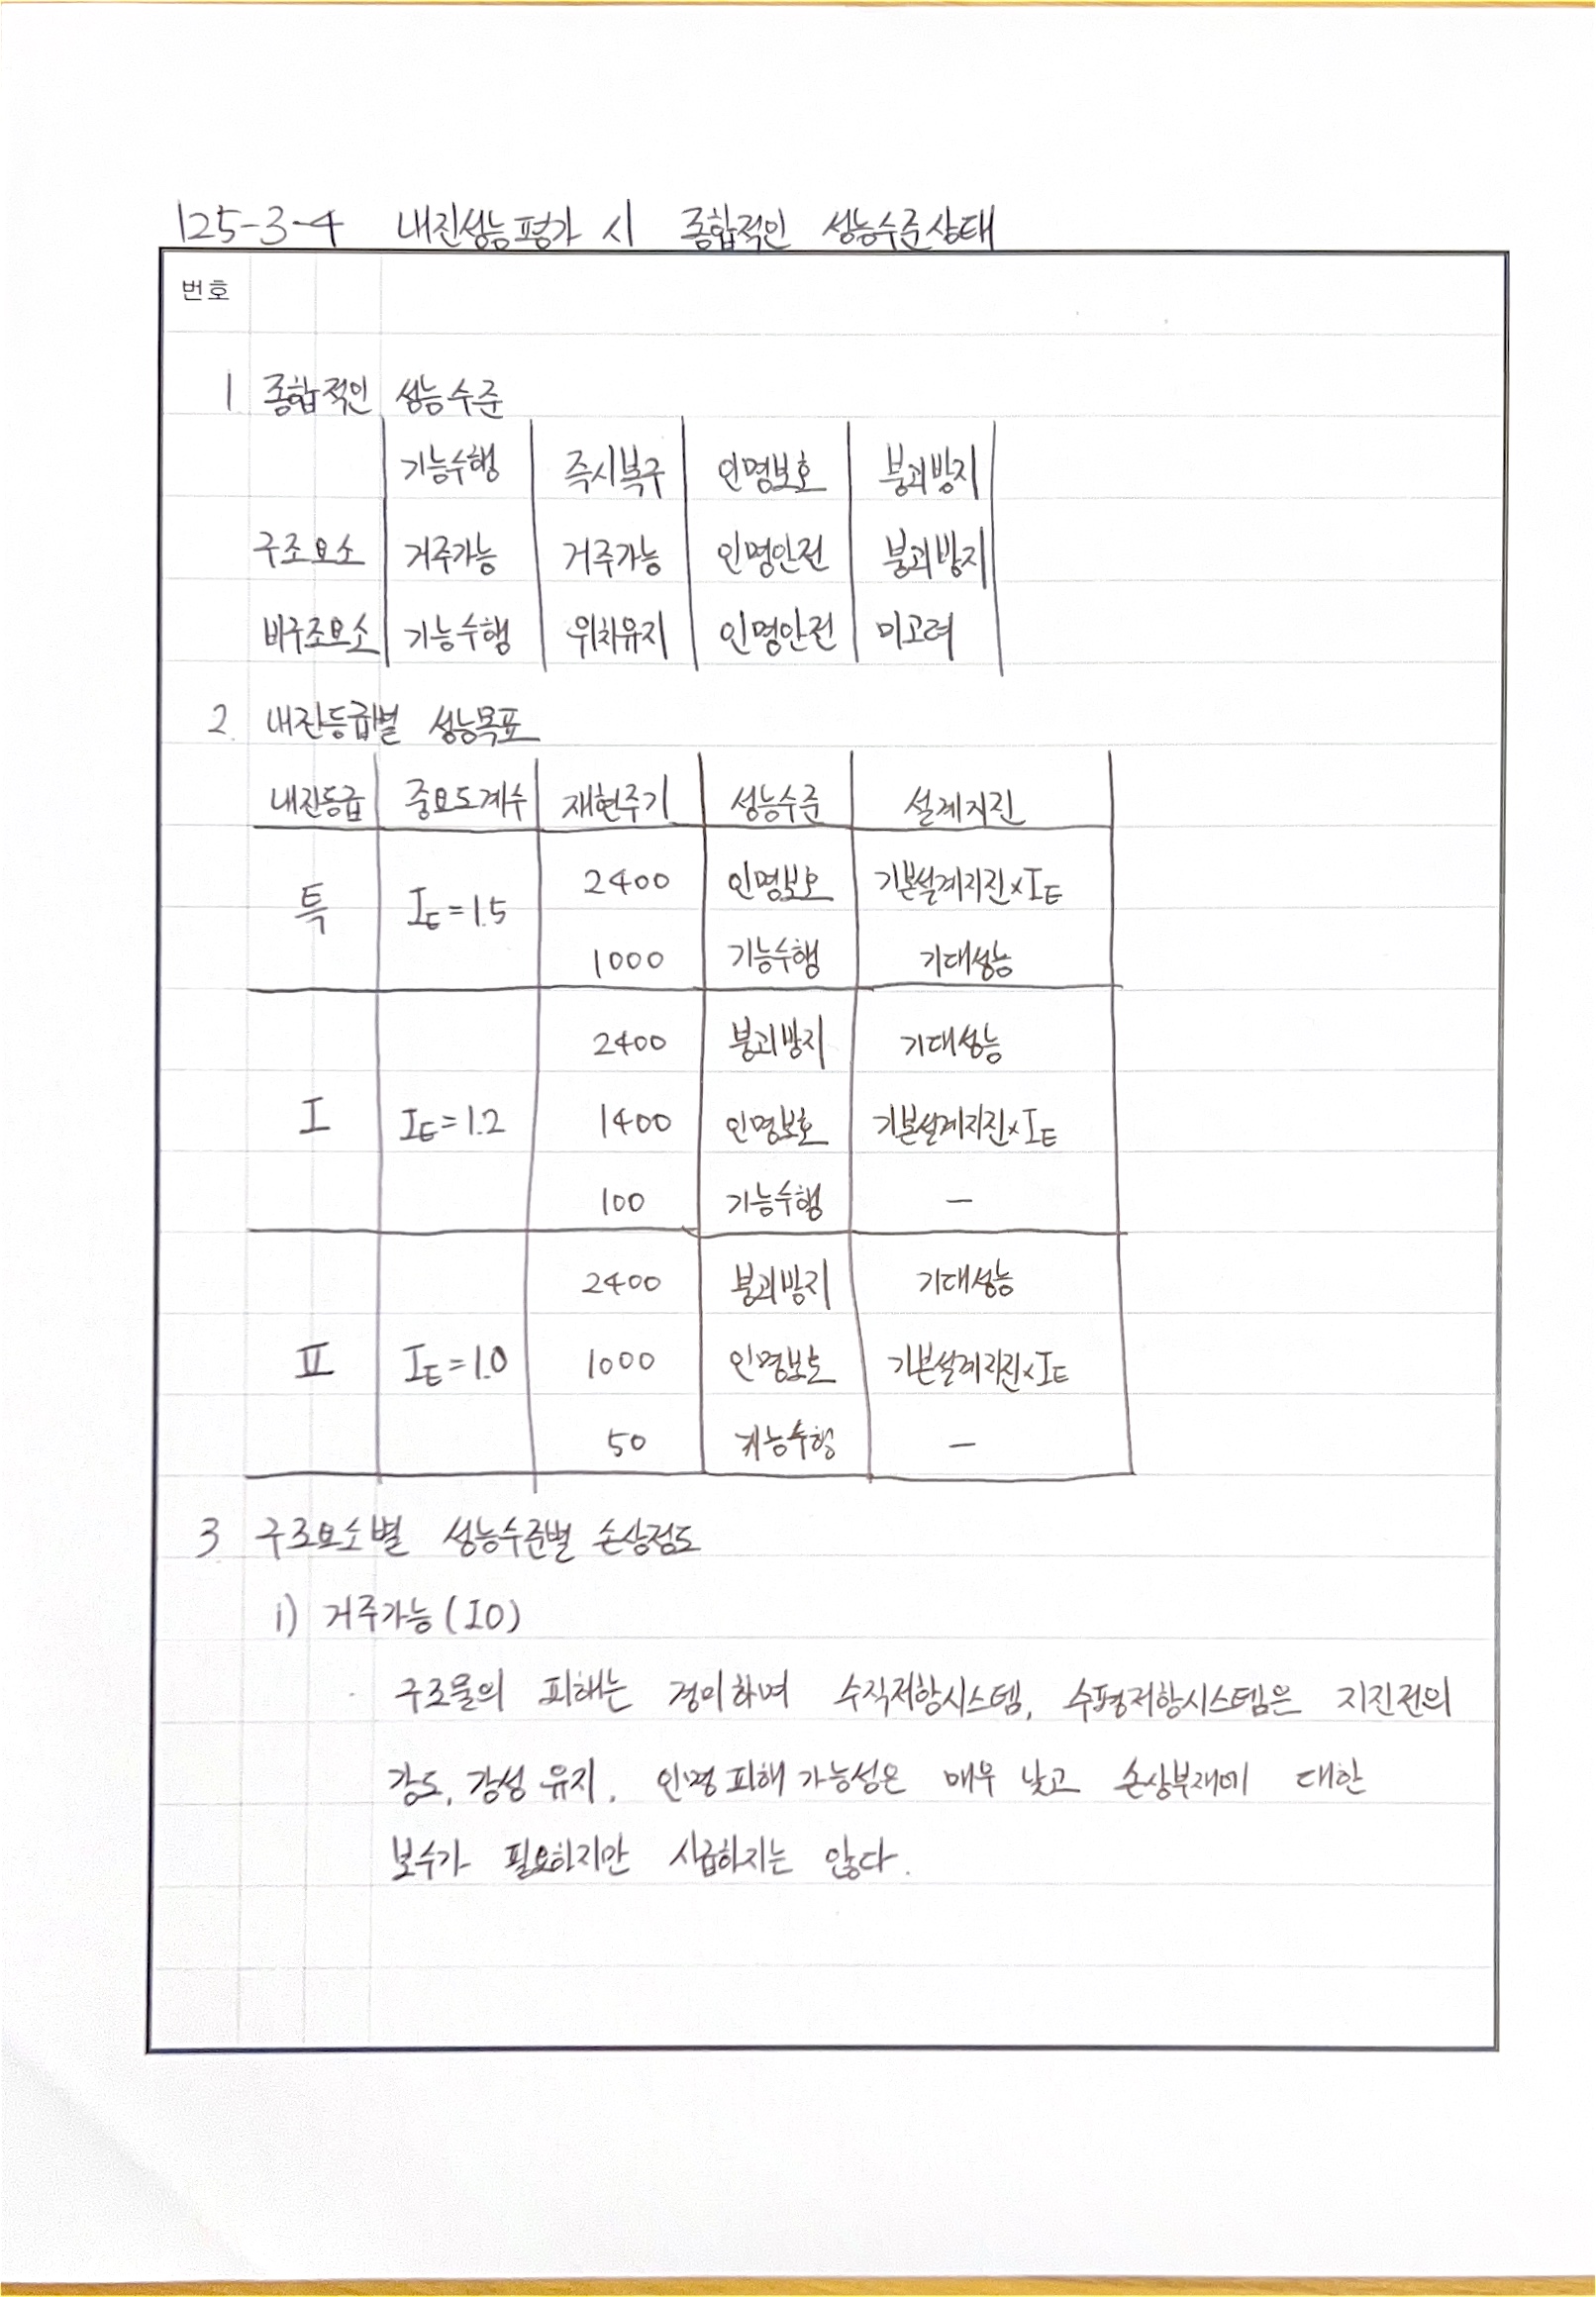 125-3-4 내진성능평가 시 종합적인 성능수준상태
번호
1 종합적인 성능수준
기능수행 즉시복구 인명보호 붕괴방지
구조요소 거주가능 거주가능 인명안전 붕괴방지
비구조요소 기능수행 위치유지 인명안전 미고려
2. 내진등급별 성능목표
내진등급 중요도계수 재현주기 성능수준 설계지진
2400 인명보호 기본설계지진×IE
특 IE=1.5
1000 기능수행 기대성능
2400 붕괴방지 기대성능
I IE=1.2 1400 인명보호 기본설계지진×IE
100 기능수행 –
2400 붕괴방지 기대성능
II IE=1.0 1000 인명보호 기본설계지진×IE
50 기능수행 –
3 구조요소별 성능수준별 손상정도
i) 거주가능(IO)
구조물의 피해는 경미하며 수직저항시스템, 수평저항시스템은 지진전의
강도, 강성 유지. 인명피해 가능성은 매우 낮고 손상부재에 대한
보수가 필요하지만 시급하지는 않다.